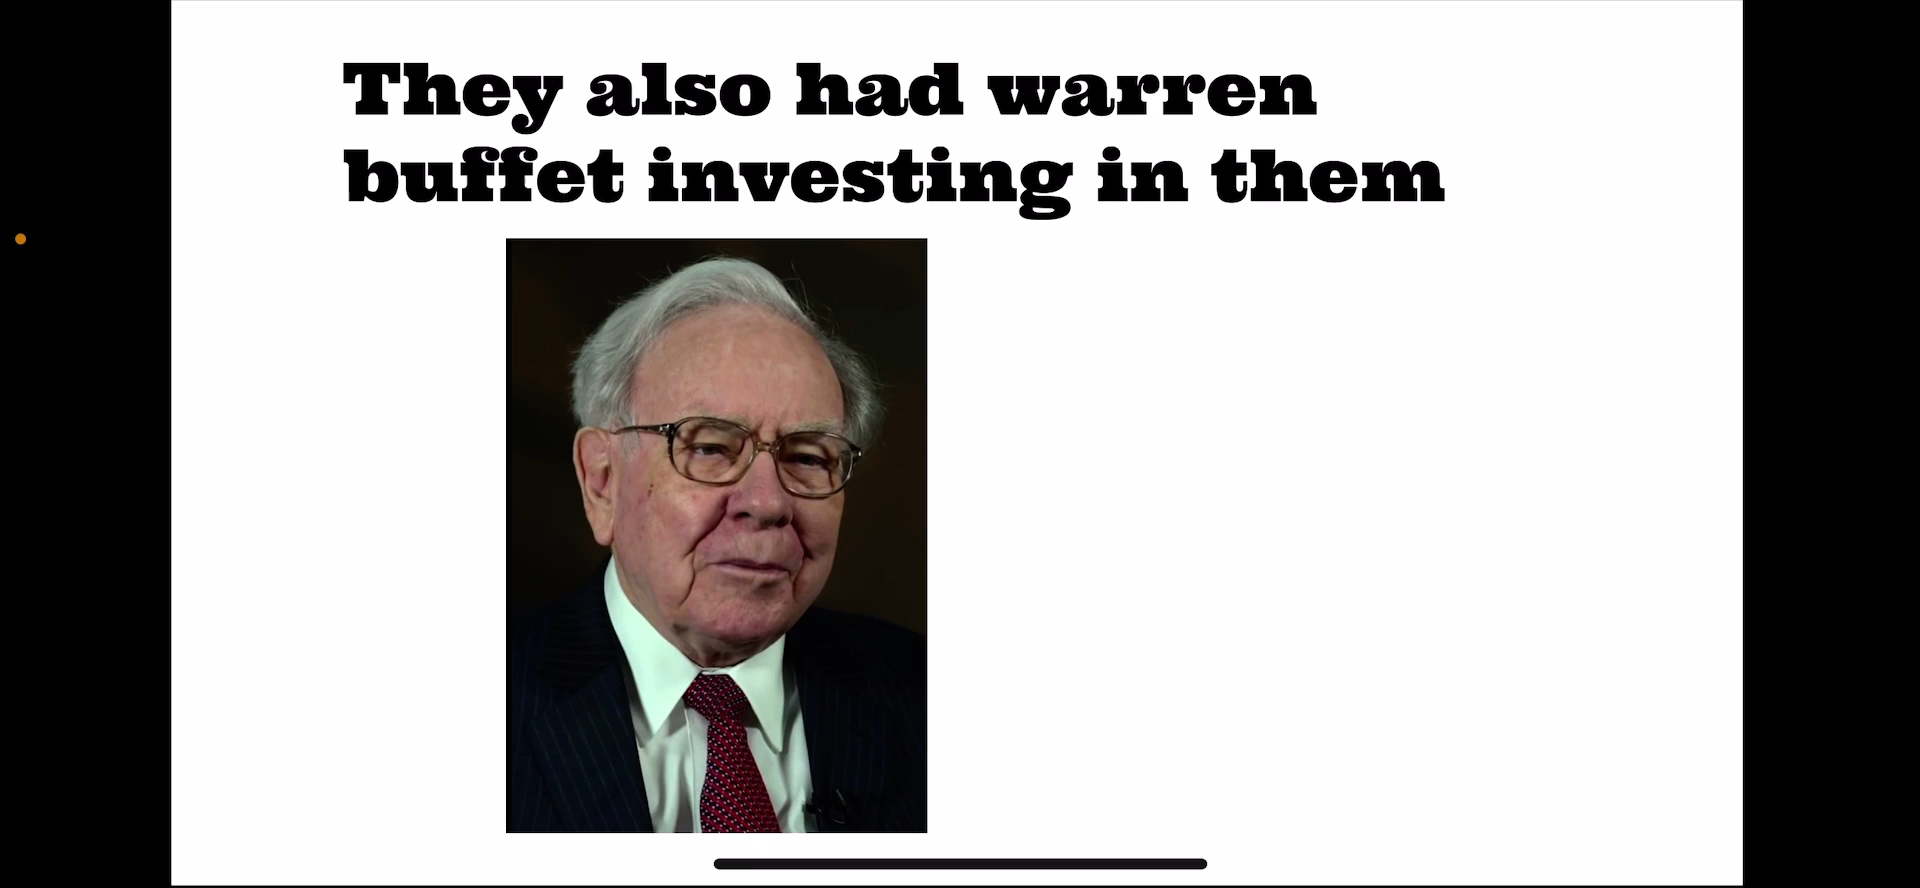 They also had warren
buffet investing in them